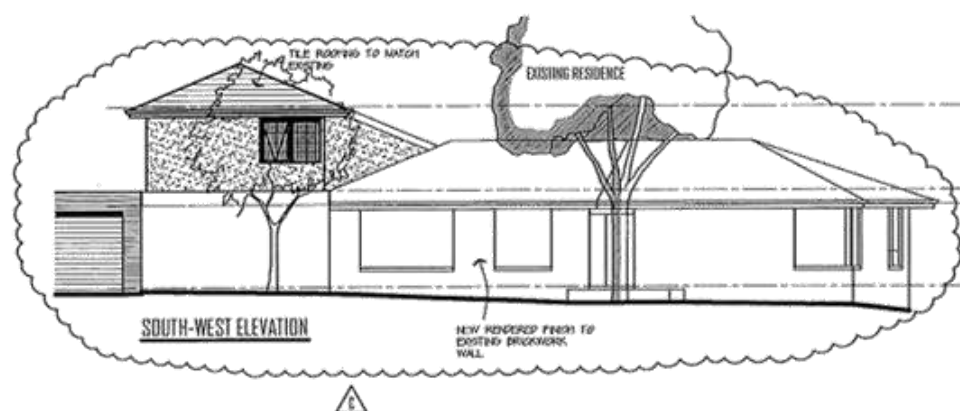 TILE ROOFING TO MATCH
EXISTING
EXISTING RESIDENCE
SOUTH-WEST ELEVATION
NEW RENDERED FINISH TO
EXISTING BRICKWORK
WALL
C